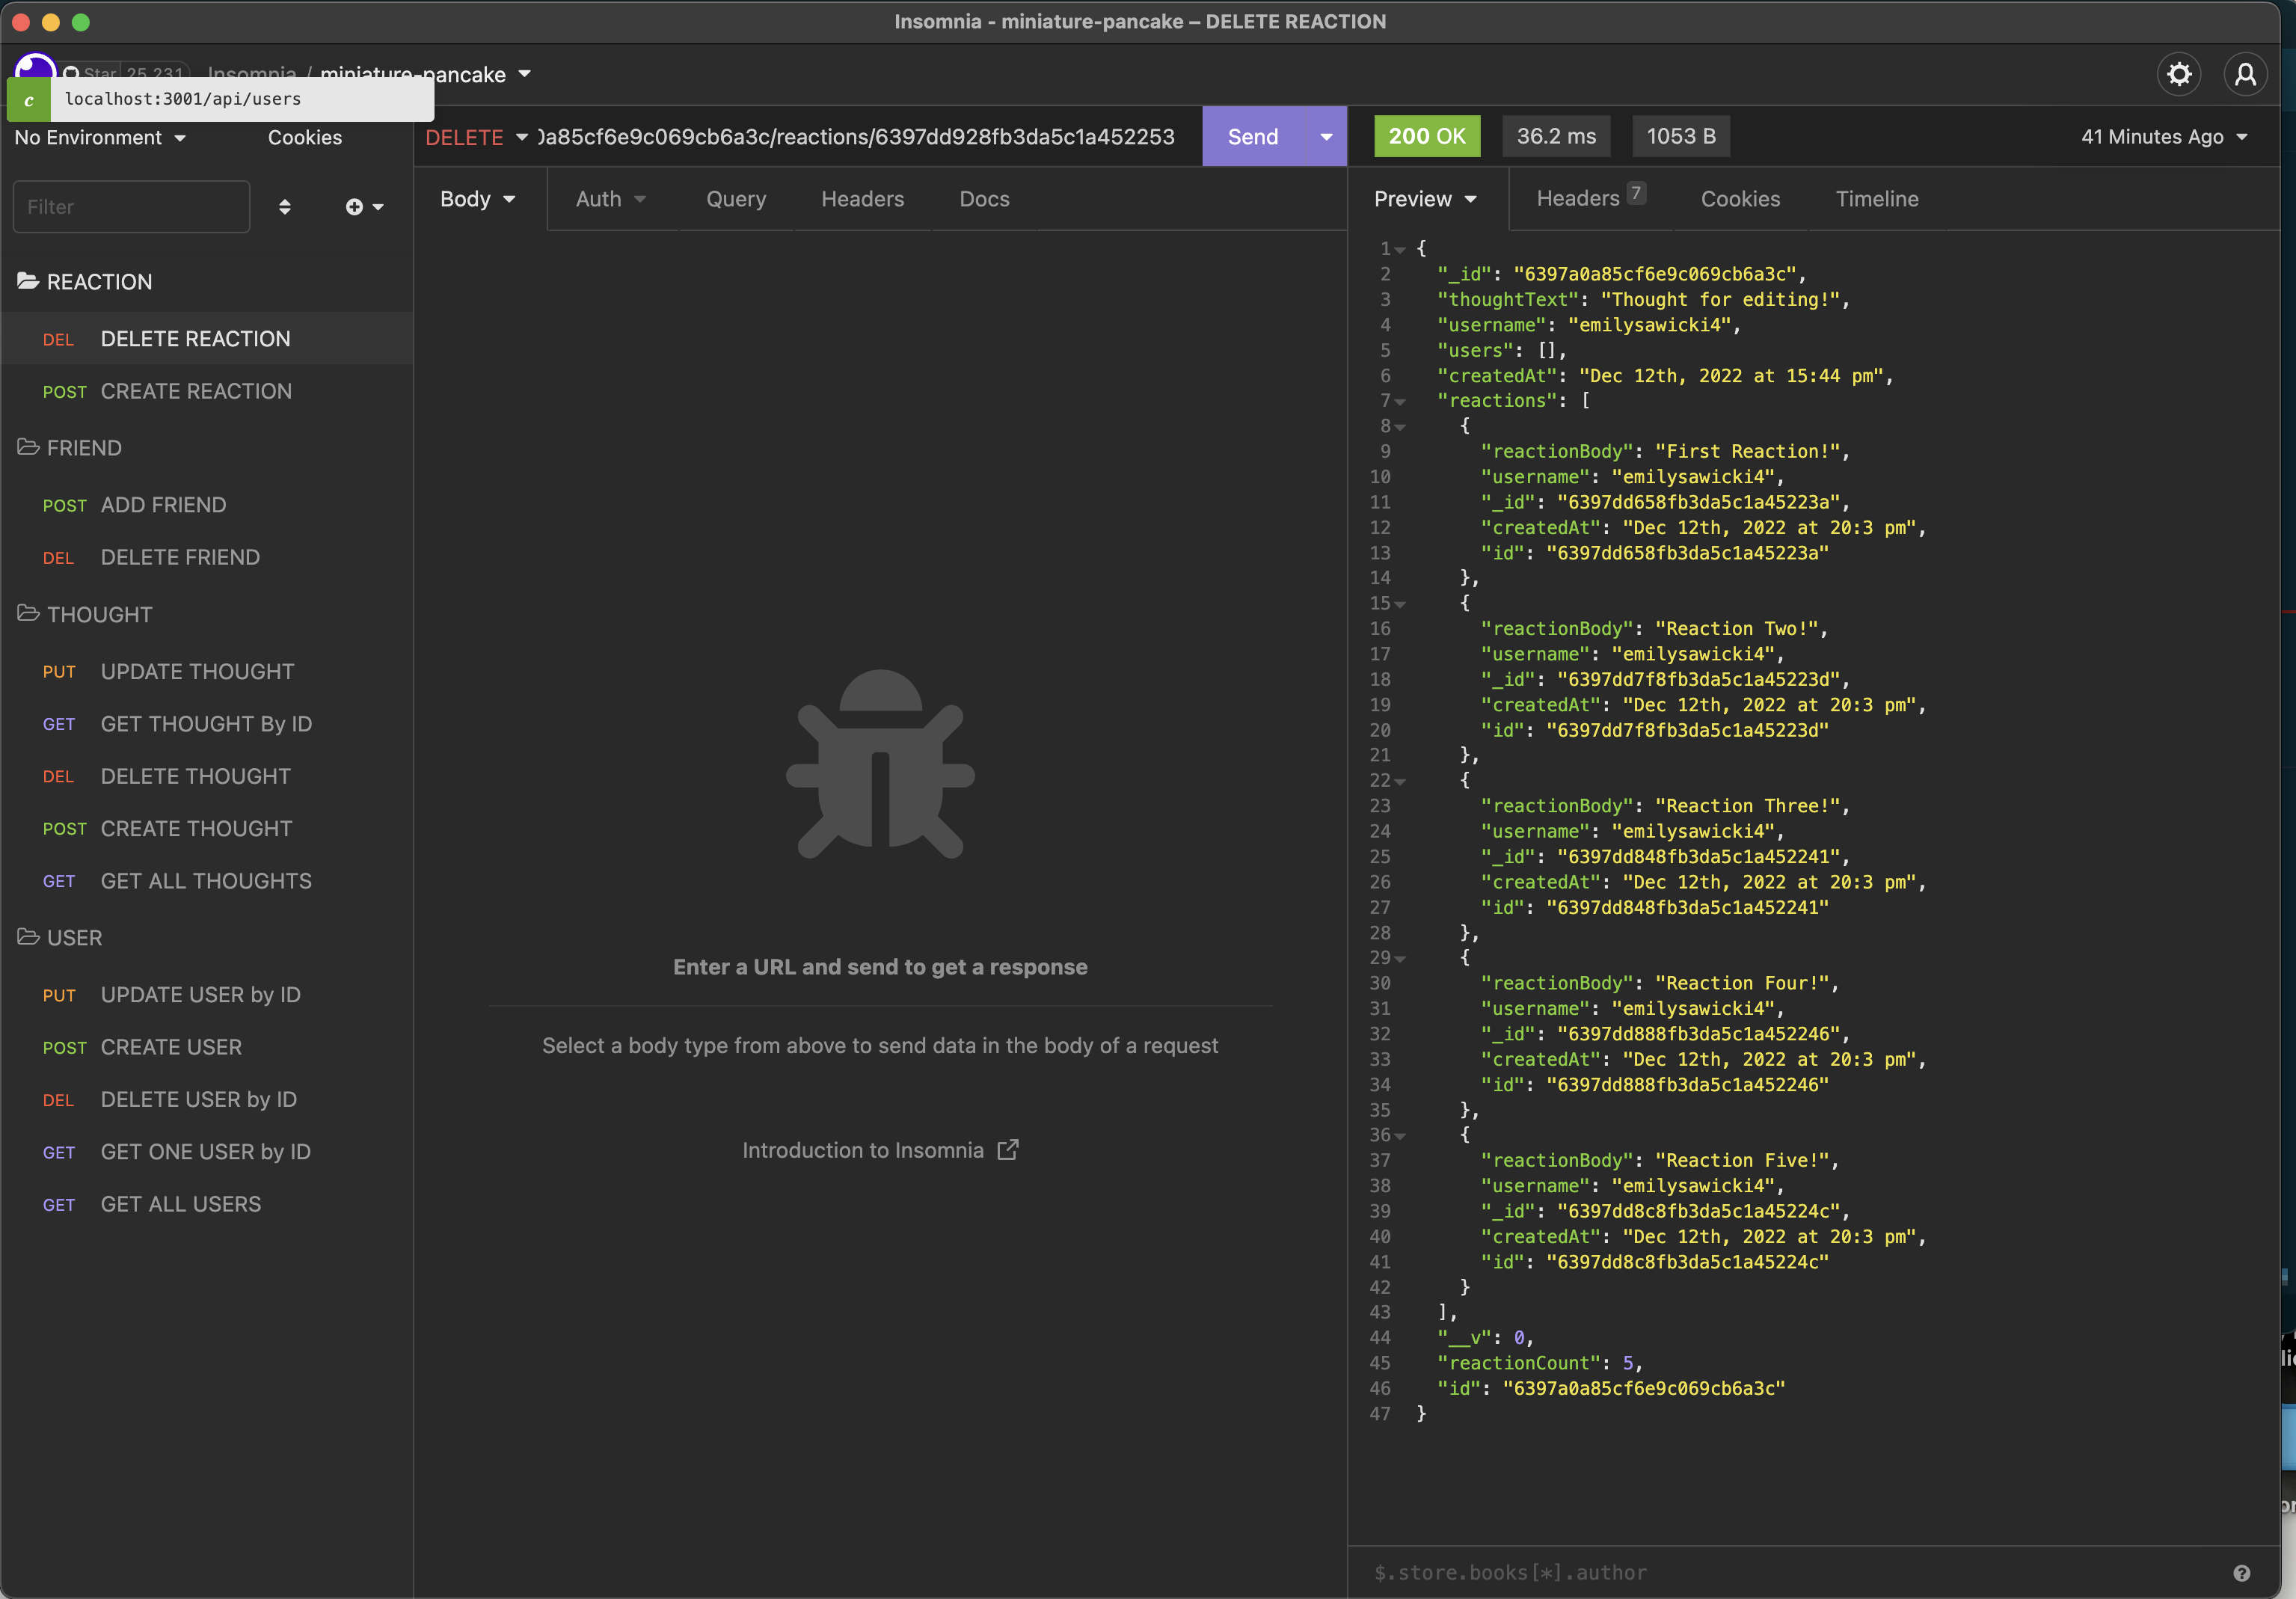 Insomnia - miniature-pancake – DELETE REACTION
Star 25,231 Insomnia / miniature-pancake
c localhost:3001/api/users
No Environment Cookies
Filter
REACTION
DEL DELETE REACTION
POST CREATE REACTION
FRIEND
POST ADD FRIEND
DEL DELETE FRIEND
THOUGHT
PUT UPDATE THOUGHT
GET GET THOUGHT By ID
DEL DELETE THOUGHT
POST CREATE THOUGHT
GET GET ALL THOUGHTS
USER
PUT UPDATE USER by ID
POST CREATE USER
DEL DELETE USER by ID
GET GET ONE USER by ID
GET GET ALL USERS
DELETE 0a85cf6e9c069cb6a3c/reactions/6397dd928fb3da5c1a452253 Send
Body Auth Query Headers Docs
Enter a URL and send to get a response
Select a body type from above to send data in the body of a request
Introduction to Insomnia
200 OK 36.2 ms 1053 B 41 Minutes Ago
Preview Headers 7 Cookies Timeline
1 {
2 "_id": "6397a0a85cf6e9c069cb6a3c",
3 "thoughtText": "Thought for editing!",
4 "username": "emilysawicki4",
5 "users": [],
6 "createdAt": "Dec 12th, 2022 at 15:44 pm",
7 "reactions": [
8 {
9 "reactionBody": "First Reaction!",
10 "username": "emilysawicki4",
11 "_id": "6397dd658fb3da5c1a45223a",
12 "createdAt": "Dec 12th, 2022 at 20:3 pm",
13 "id": "6397dd658fb3da5c1a45223a"
14 },
15 {
16 "reactionBody": "Reaction Two!",
17 "username": "emilysawicki4",
18 "_id": "6397dd7f8fb3da5c1a45223d",
19 "createdAt": "Dec 12th, 2022 at 20:3 pm",
20 "id": "6397dd7f8fb3da5c1a45223d"
21 },
22 {
23 "reactionBody": "Reaction Three!",
24 "username": "emilysawicki4",
25 "_id": "6397dd848fb3da5c1a452241",
26 "createdAt": "Dec 12th, 2022 at 20:3 pm",
27 "id": "6397dd848fb3da5c1a452241"
28 },
29 {
30 "reactionBody": "Reaction Four!",
31 "username": "emilysawicki4",
32 "_id": "6397dd888fb3da5c1a452246",
33 "createdAt": "Dec 12th, 2022 at 20:3 pm",
34 "id": "6397dd888fb3da5c1a452246"
35 },
36 {
37 "reactionBody": "Reaction Five!",
38 "username": "emilysawicki4",
39 "_id": "6397dd8c8fb3da5c1a45224c",
40 "createdAt": "Dec 12th, 2022 at 20:3 pm",
41 "id": "6397dd8c8fb3da5c1a45224c"
42 }
43 ],
44 "__v": 0,
45 "reactionCount": 5,
46 "id": "6397a0a85cf6e9c069cb6a3c"
47 }
$.store.books[*].author